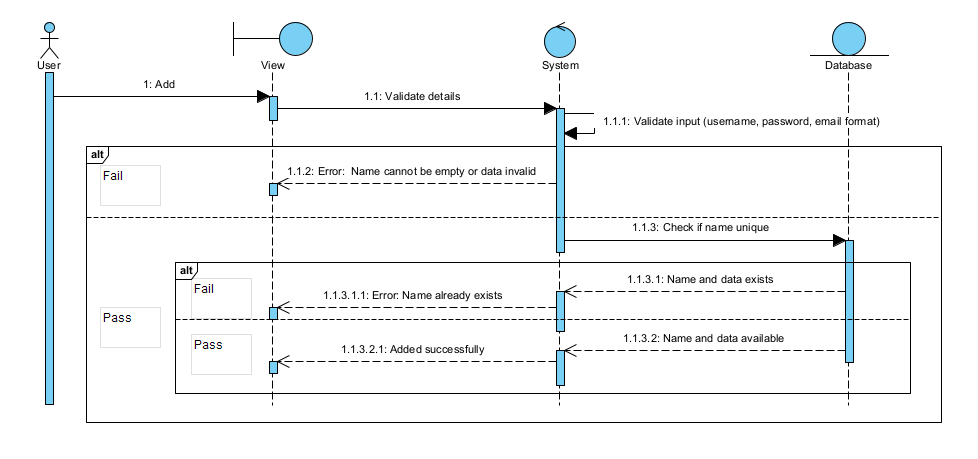 User
View
System
Database
1: Add
1.1: Validate details
1.1.1: Validate input (username, password, email format)
alt
Fail
1.1.2: Error:  Name cannot be empty or data invalid
1.1.3: Check if name unique
alt
Fail
1.1.3.1: Name and data exists
1.1.3.1.1: Error: Name already exists
Pass
Pass
1.1.3.2: Name and data available
1.1.3.2.1: Added successfully